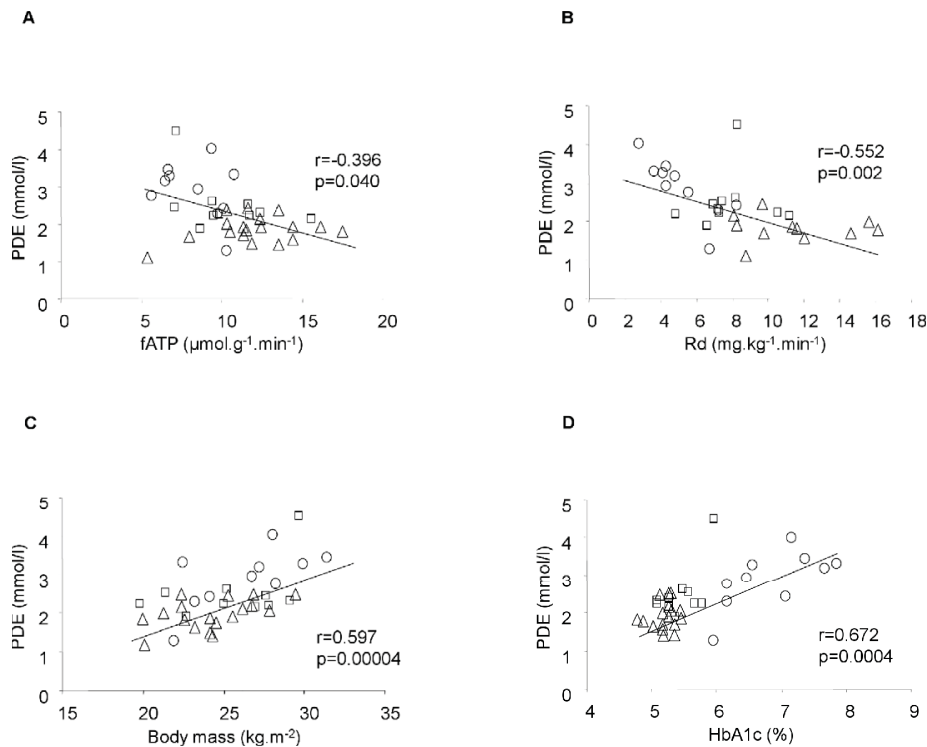 A
PDE (mmol/l)
5
4
3
2
1
0
r=-0.396
p=0.040
0 5 10 15 20
fATP (µmol.g⁻¹.min⁻¹)
B
PDE (mmol/l)
5
4
3
2
1
0
r=-0.552
p=0.002
0 2 4 6 8 10 12 14 16 18
Rd (mg.kg⁻¹.min⁻¹)
C
PDE (mmol/l)
5
4
3
2
1
0
r=0.597
p=0.00004
15 20 25 30 35
Body mass (kg.m⁻²)
D
PDE (mmol/l)
5
4
3
2
1
0
r=0.672
p=0.0004
4 5 6 7 8 9
HbA1c (%)